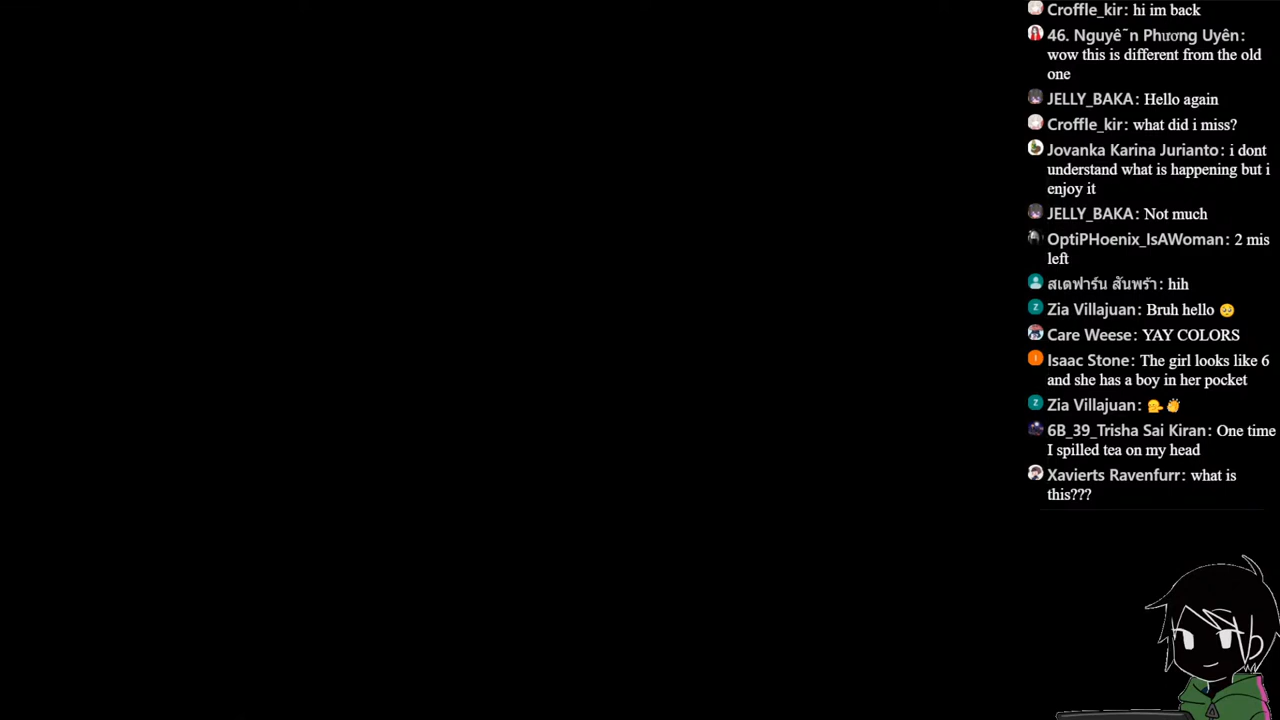 Croffle_kir: hi im back
46. Nguyê˜n Phương Uyên:
wow this is different from the old
one
JELLY_BAKA: Hello again
Croffle_kir: what did i miss?
Jovanka Karina Jurianto: i dont
understand what is happening but i
enjoy it
JELLY_BAKA: Not much
OptiPHoenix_IsAWoman: 2 mis
left
สเตฟาร์น สันพร้า: hih
Zia Villajuan: Bruh hello 🥺
Care Weese: YAY COLORS
Isaac Stone: The girl looks like 6
and she has a boy in her pocket
Zia Villajuan: 🫠👏
6B_39_Trisha Sai Kiran: One time
I spilled tea on my head
Xavierts Ravenfurr: what is
this???